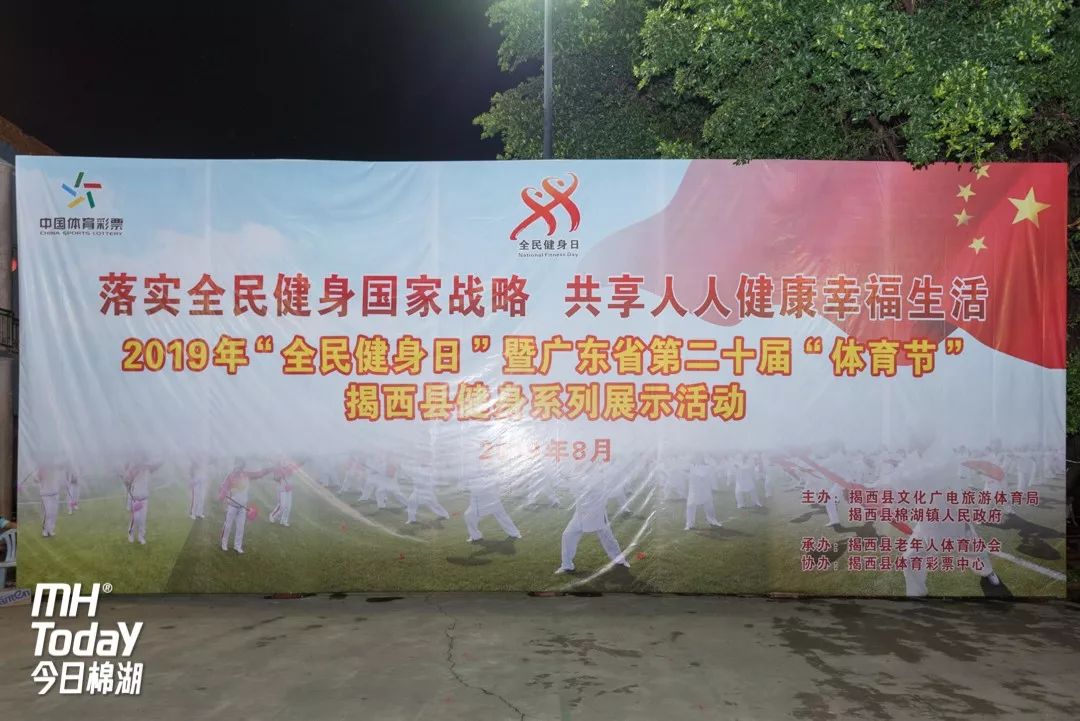 中国体育彩票
CHINA SPORTS LOTTERY
全民健身日
National Fitness Day
落实全民健身国家战略 共享人人健康幸福生活
2019年“全民健身日”暨广东省第二十届“体育节”
揭西县健身系列展示活动
2019年8月
主办：揭西县文化广电旅游体育局
揭西县棉湖镇人民政府
承办：揭西县老年人体育协会
协办：揭西县体育彩票中心
MH®
Today
今日棉湖